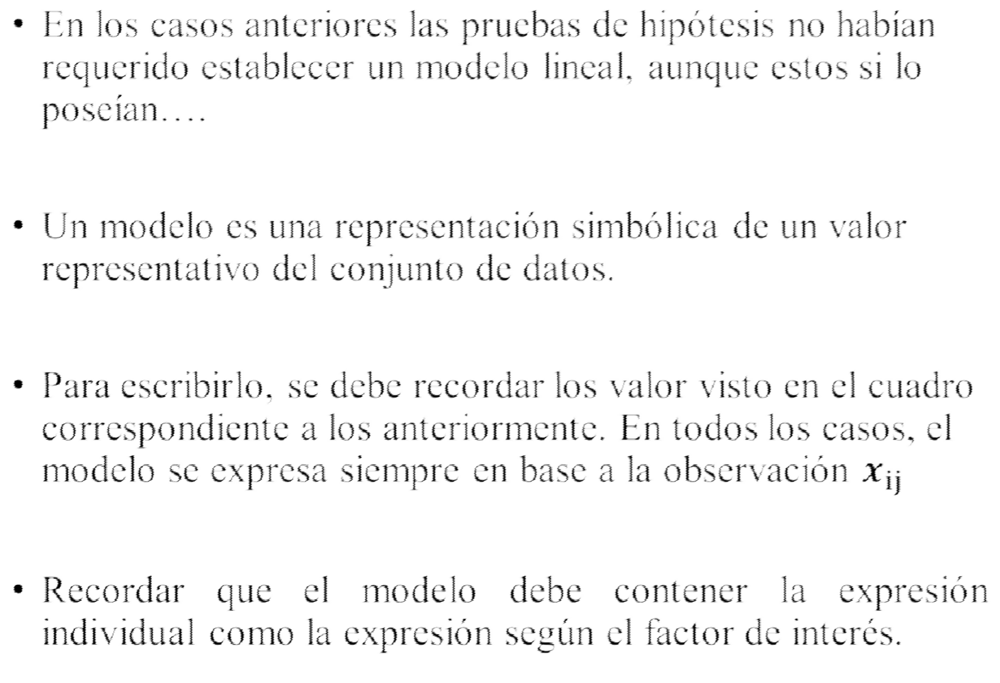 • En los casos anteriores las pruebas de hipótesis no habían
requerido establecer un modelo lineal, aunque estos si lo
poseían....
• Un modelo es una representación simbólica de un valor
representativo del conjunto de datos.
• Para escribirlo, se debe recordar los valor visto en el cuadro
correspondiente a los anteriormente. En todos los casos, el
modelo se expresa siempre en base a la observación xij
• Recordar que el modelo debe contener la expresión
individual como la expresión según el factor de interés.